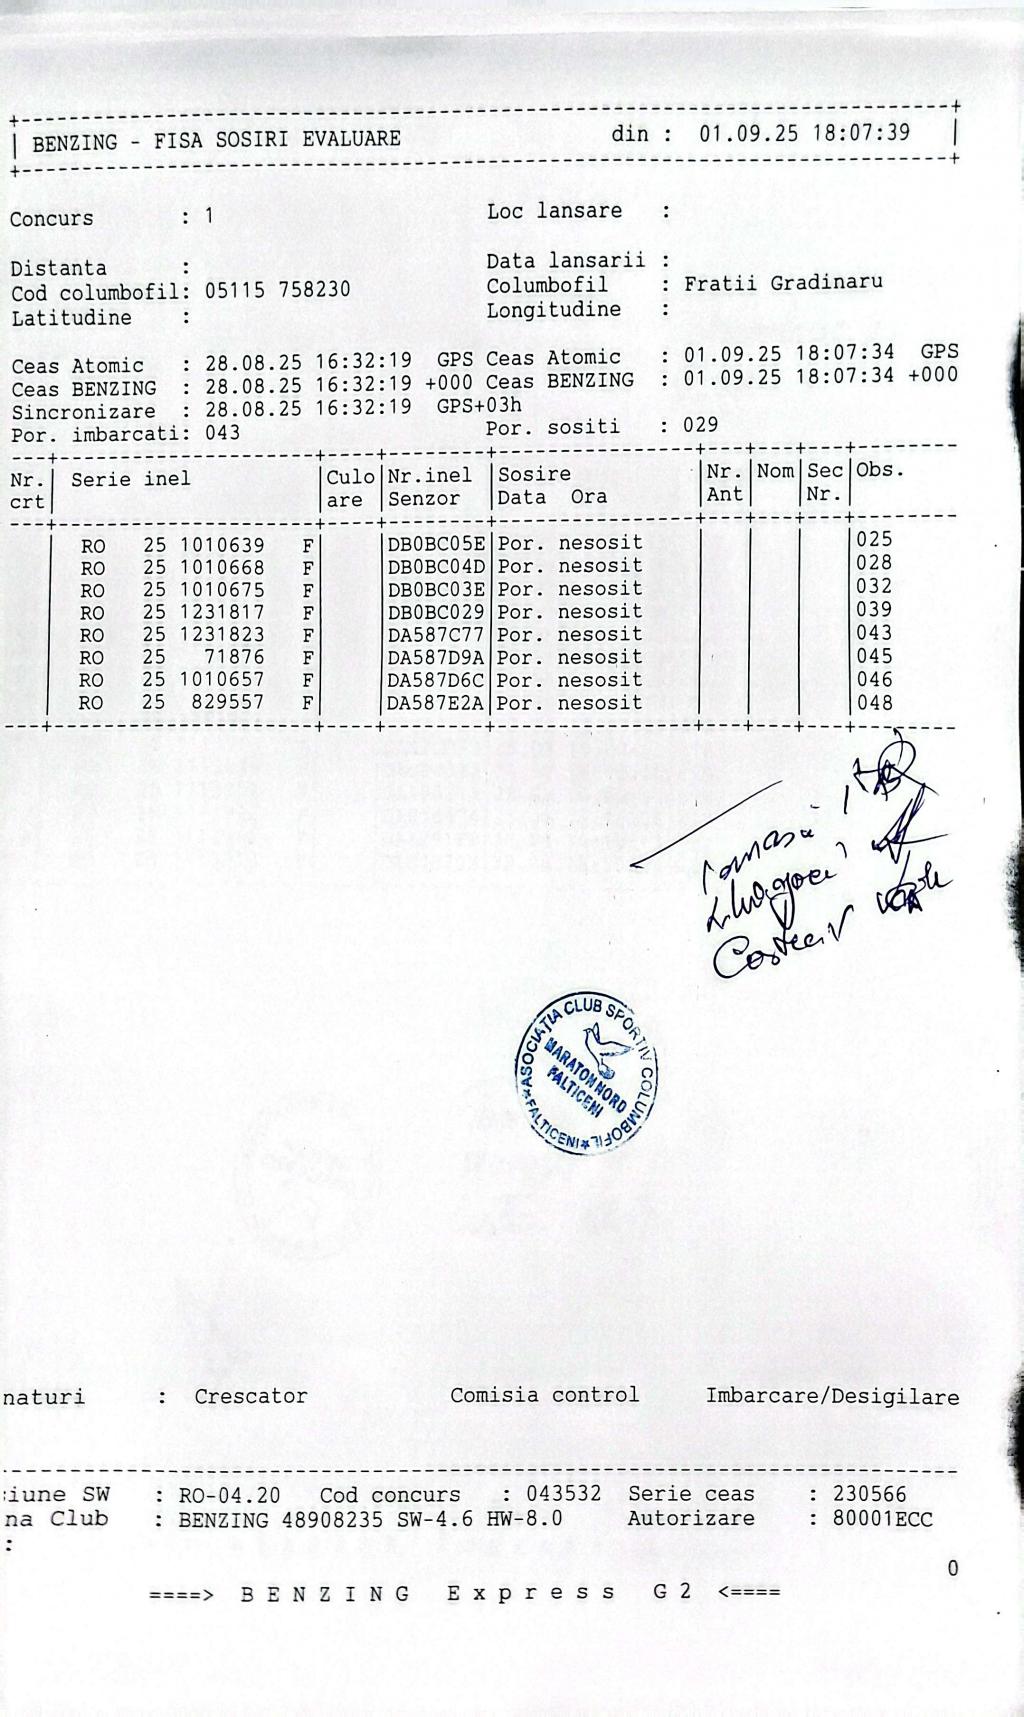 BENZING - FISA SOSIRI EVALUARE din : 01.09.25 18:07:39
Concurs : 1 Loc lansare :
Distanta : Data lansarii :
Cod columbofil: 05115 758230 Columbofil : Fratii Gradinaru
Latitudine : Longitudine :
Ceas Atomic : 28.08.25 16:32:19 GPS Ceas Atomic : 01.09.25 18:07:34 GPS
Ceas BENZING : 28.08.25 16:32:19 +000 Ceas BENZING : 01.09.25 18:07:34 +000
Sincronizare : 28.08.25 16:32:19 GPS+03h
Por. imbarcati: 043 Por. sositi : 029
Nr. Serie inel Culo Nr.inel Sosire Nr. Nom Sec Obs.
crt are Senzor Data Ora Ant Nr.
RO 25 1010639 F DB0BC05E Por. nesosit 025
RO 25 1010668 F DB0BC04D Por. nesosit 028
RO 25 1010675 F DB0BC03E Por. nesosit 032
RO 25 1231817 F DB0BC029 Por. nesosit 039
RO 25 1231823 F DA587C77 Por. nesosit 043
RO 25 71876 F DA587D9A Por. nesosit 045
RO 25 1010657 F DA587D6C Por. nesosit 046
RO 25 829557 F DA587E2A Por. nesosit 048
ASOCIAȚIA CLUB SPORTIV COLUMBOFIL
MARATON NORD
FALTICENI
*FALTICENI*
naturi : Crescator Comisia control Imbarcare/Desigilare
iune SW : RO-04.20 Cod concurs : 043532 Serie ceas : 230566
na Club : BENZING 48908235 SW-4.6 HW-8.0 Autorizare : 80001ECC
:
0
====> B E N Z I N G E x p r e s s G 2 <====